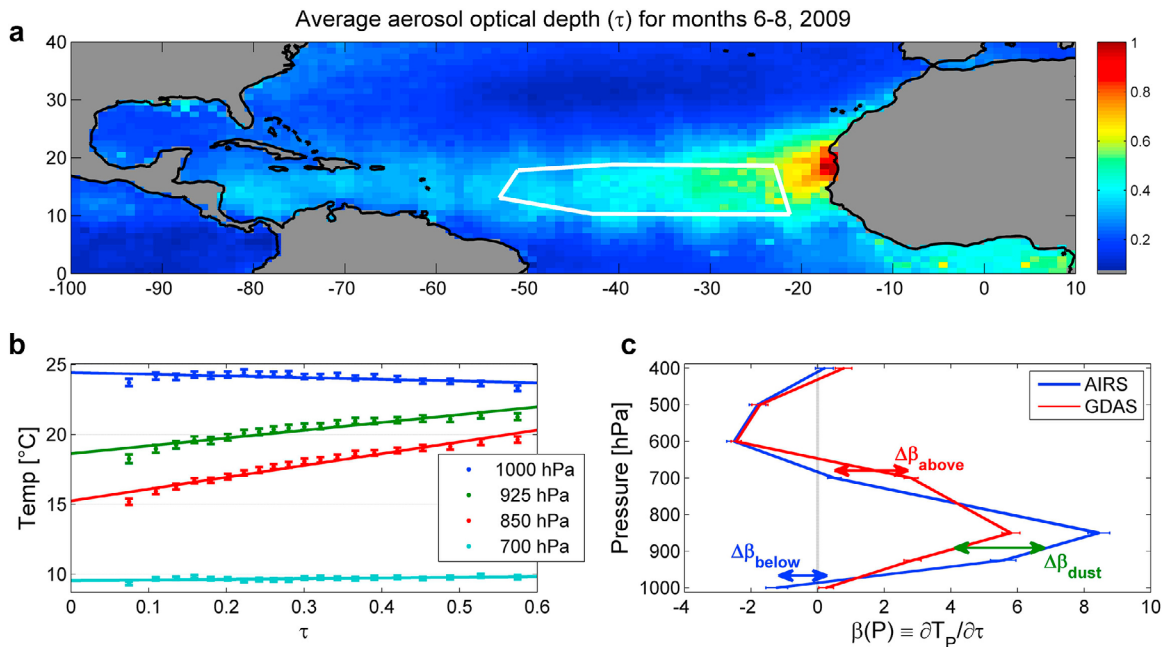 Average aerosol optical depth (τ) for months 6-8, 2009
a
40
30
20
10
0
-100 -90 -80 -70 -60 -50 -40 -30 -20 -10 0 10
1
0.8
0.6
0.4
0.2
b
25
20
15
10
Temp [°C]
0 0.1 0.2 0.3 0.4 0.5 0.6
τ
1000 hPa
925 hPa
850 hPa
700 hPa
c
400
500
600
700
800
900
1000
Pressure [hPa]
AIRS
GDAS
Δβabove
Δβbelow
Δβdust
-4 -2 0 2 4 6 8 10
β(P) ≡ ∂T_P/∂τ